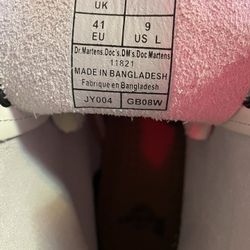 UK
41 9
EU US L
Dr.Martens.Doc's.DM's.Doc Martens
11821
MADE IN BANGLADESH
Fabrique en Bangladesh
JY004 GB08W